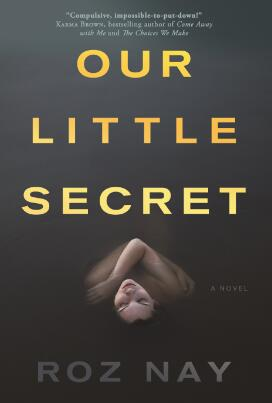 "Compulsive, impossible-to-put-down!"
KARMA BROWN, bestselling author of Come Away
with Me and The Choices We Make
OUR
LITTLE
SECRET
A NOVEL
ROZ NAY